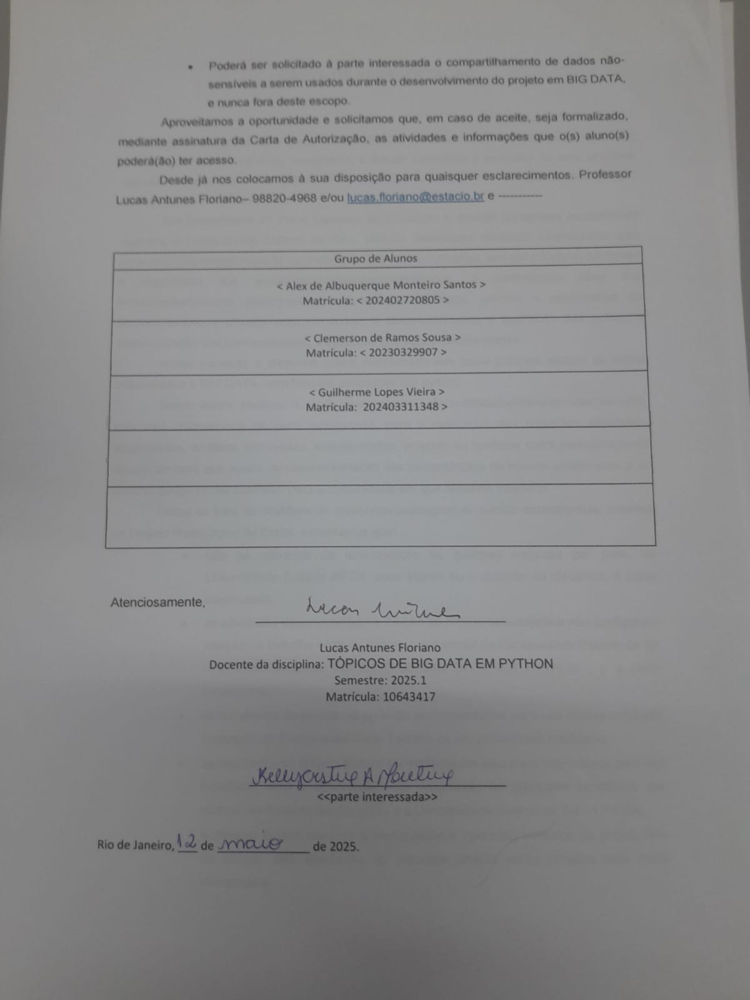 • Poderá ser solicitado à parte interessada o compartilhamento de dados não-
sensíveis a serem usados durante o desenvolvimento do projeto em BIG DATA,
e nunca fora deste escopo.
Aproveitamos a oportunidade e solicitamos que, em caso de aceite, seja formalizado,
mediante assinatura da Carta de Autorização, as atividades e informações que o(s) aluno(s)
poderá(ão) ter acesso.
Desde já nos colocamos à sua disposição para quaisquer esclarecimentos. Professor
Lucas Antunes Floriano– 98820-4968 e/ou lucas.floriano@estacio.br e -----------
Grupo de Alunos
< Alex de Albuquerque Monteiro Santos >
Matrícula: < 202402720805 >
< Clemerson de Ramos Sousa >
Matrícula: < 20230329907 >
< Guilherme Lopes Vieira >
Matrícula: 202403311348 >
Atenciosamente,
Lucas Antunes Floriano
Docente da disciplina: TÓPICOS DE BIG DATA EM PYTHON
Semestre: 2025.1
Matrícula: 10643417
<<parte interessada>>
Rio de Janeiro, 12 de maio de 2025.